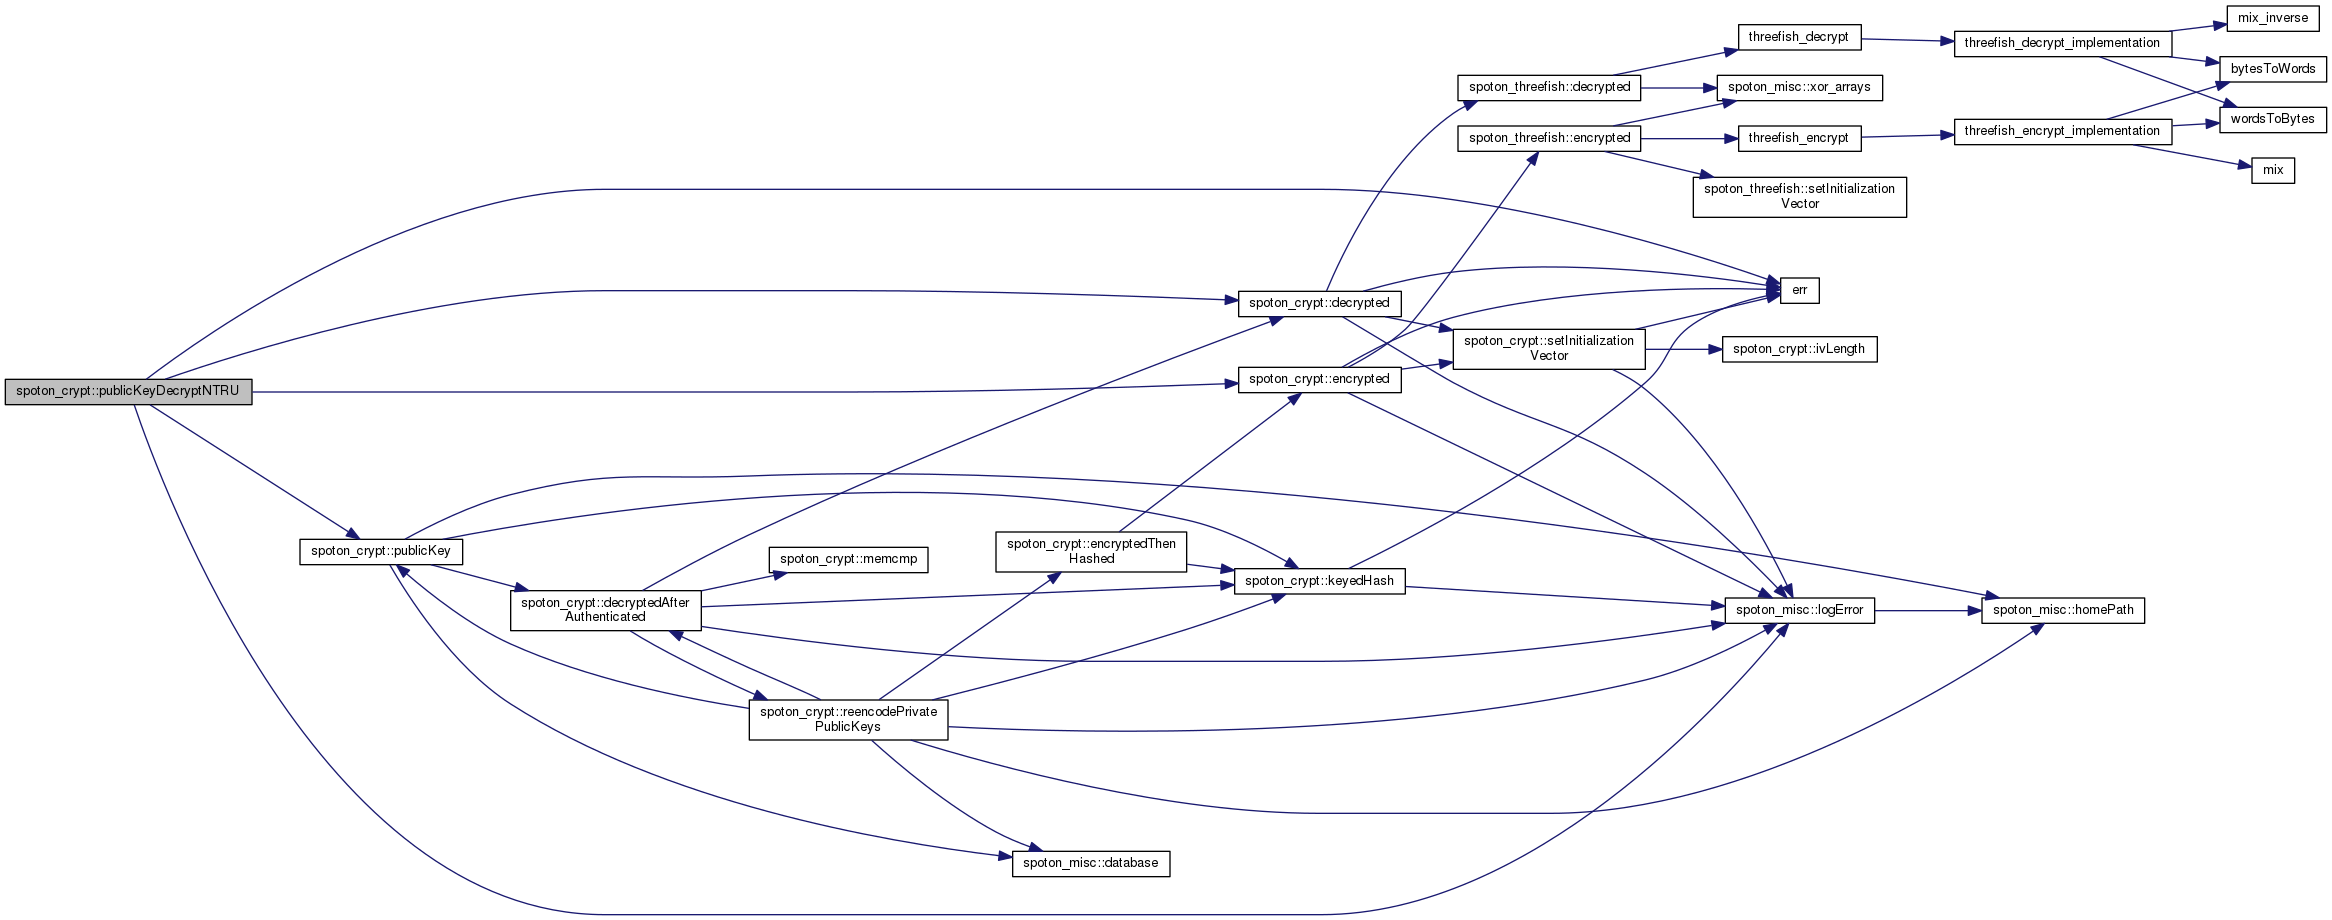 mix_inverse
threefish_decrypt
threefish_decrypt_implementation
bytesToWords
spoton_threefish::decrypted
spoton_misc::xor_arrays
wordsToBytes
spoton_threefish::encrypted
threefish_encrypt
threefish_encrypt_implementation
mix
spoton_threefish::setInitialization
Vector
err
spoton_crypt::decrypted
spoton_crypt::setInitialization
Vector
spoton_crypt::ivLength
spoton_crypt::encrypted
spoton_crypt::publicKeyDecryptNTRU
spoton_crypt::publicKey
spoton_crypt::encryptedThen
Hashed
spoton_crypt::memcmp
spoton_crypt::keyedHash
spoton_crypt::decryptedAfter
Authenticated
spoton_misc::logError
spoton_misc::homePath
spoton_crypt::reencodePrivate
PublicKeys
spoton_misc::database